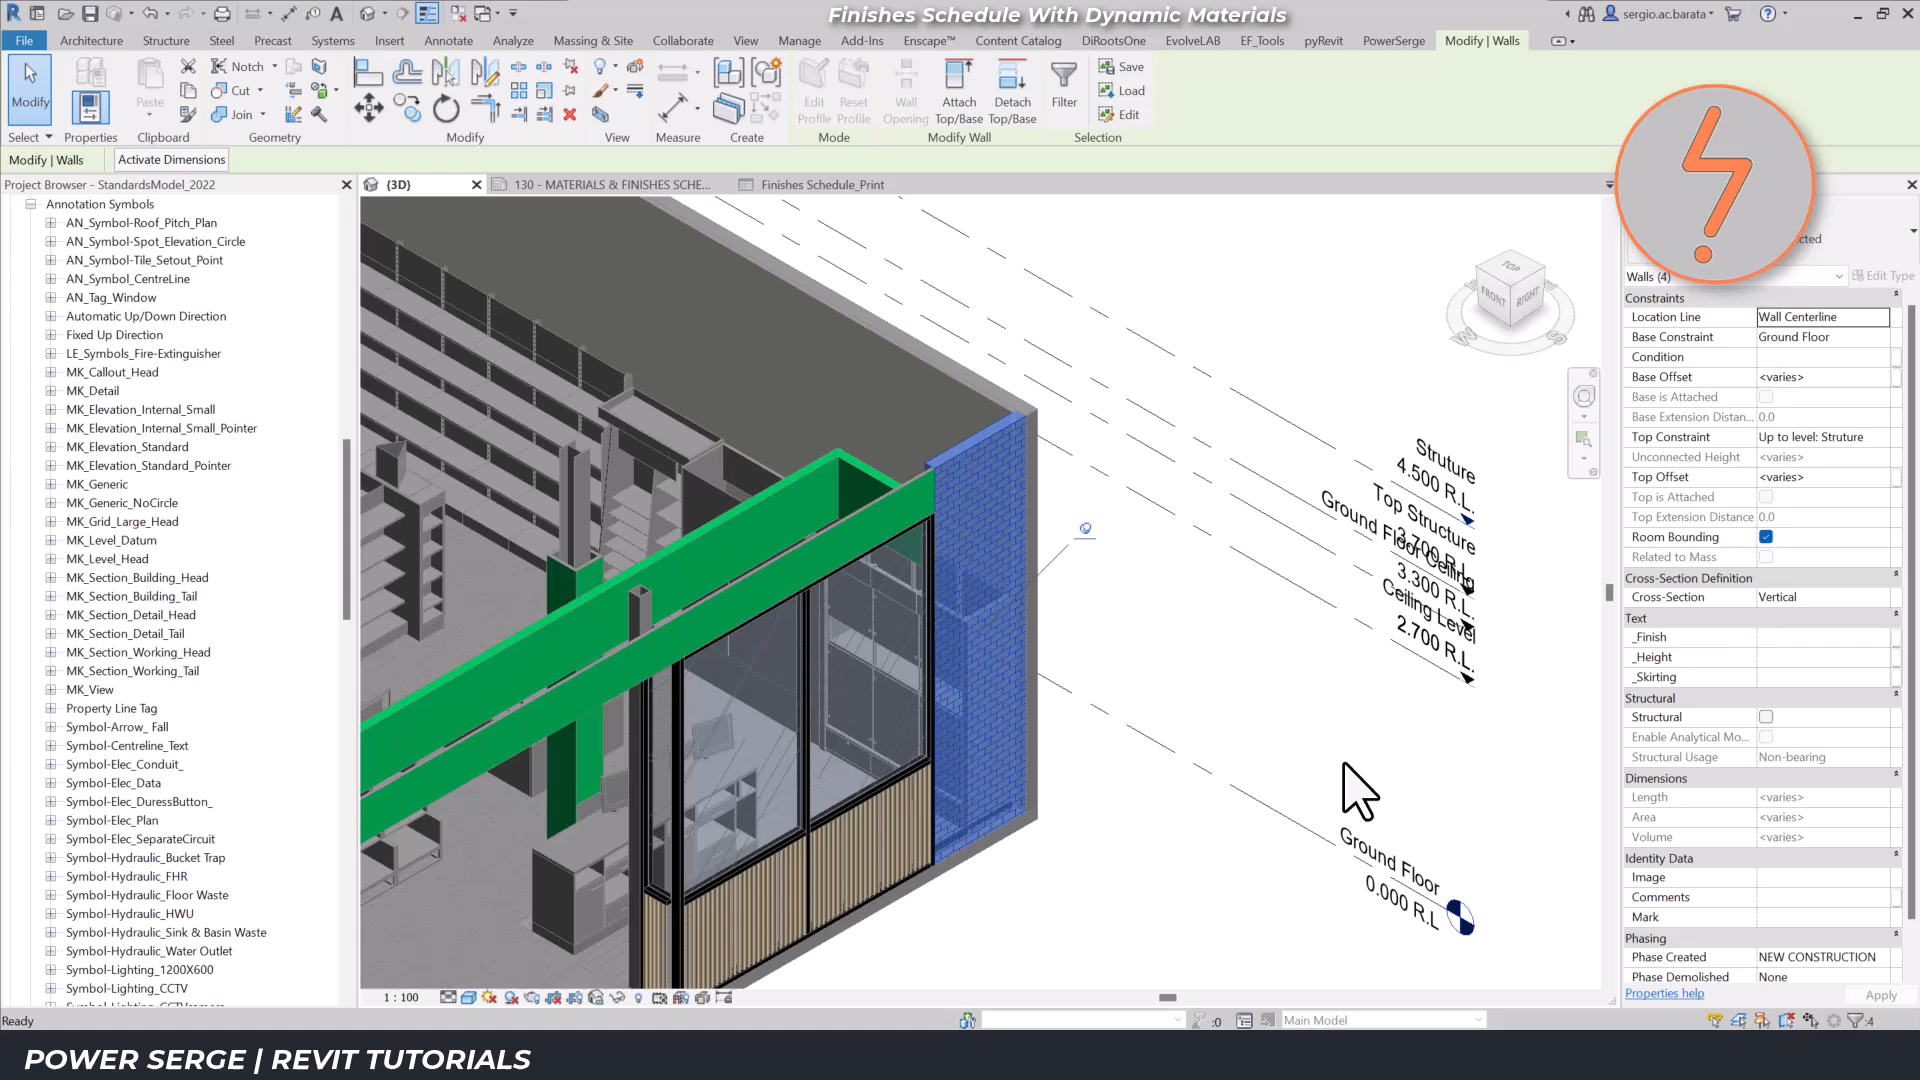 Finishes Schedule With Dynamic Materials
sergio.ac.barata
File Architecture Structure Steel Precast Systems Insert Annotate Analyze Massing & Site Collaborate View Manage Add-Ins Enscape™ Content Catalog DiRootsOne EvolveLAB EF_Tools pyRevit PowerSerge Modify | Walls
Modify
Paste
Notch
Cut
Join
Edit Profile
Reset Profile
Wall Opening
Attach Top/Base
Detach Top/Base
Filter
Save
Load
Edit
Select Properties Clipboard Geometry Modify View Measure Create Mode Modify Wall Selection
Modify | Walls Activate Dimensions
Project Browser - StandardsModel_2022
{3D}
130 - MATERIALS & FINISHES SCHE...
Finishes Schedule_Print
Annotation Symbols
AN_Symbol-Roof_Pitch_Plan
AN_Symbol-Spot_Elevation_Circle
AN_Symbol-Tile_Setout_Point
AN_Symbol_CentreLine
AN_Tag_Window
Automatic Up/Down Direction
Fixed Up Direction
LE_Symbols_Fire-Extinguisher
MK_Callout_Head
MK_Detail
MK_Elevation_Internal_Small
MK_Elevation_Internal_Small_Pointer
MK_Elevation_Standard
MK_Elevation_Standard_Pointer
MK_Generic
MK_Generic_NoCircle
MK_Grid_Large_Head
MK_Level_Datum
MK_Level_Head
MK_Section_Building_Head
MK_Section_Building_Tail
MK_Section_Detail_Head
MK_Section_Detail_Tail
MK_Section_Working_Head
MK_Section_Working_Tail
MK_View
Property Line Tag
Symbol-Arrow_ Fall
Symbol-Centreline_Text
Symbol-Elec_Conduit_
Symbol-Elec_Data
Symbol-Elec_DuressButton_
Symbol-Elec_Plan
Symbol-Elec_SeparateCircuit
Symbol-Hydraulic_Bucket Trap
Symbol-Hydraulic_FHR
Symbol-Hydraulic_Floor Waste
Symbol-Hydraulic_HWU
Symbol-Hydraulic_Sink & Basin Waste
Symbol-Hydraulic_Water Outlet
Symbol-Lighting_1200X600
Symbol-Lighting_CCTV
TOP
FRONT
RIGHT
Struture
4.500 R.L.
Top Structure
3.700 R.L.
Ground Floor Ceiling
3.300 R.L.
Ceiling Level
2.700 R.L.
Ground Floor
0.000 R.L
Walls (4) Edit Type
Constraints
Location Line Wall Centerline
Base Constraint Ground Floor
Condition
Base Offset <varies>
Base is Attached
Base Extension Distan... 0.0
Top Constraint Up to level: Struture
Unconnected Height <varies>
Top Offset <varies>
Top is Attached
Top Extension Distance 0.0
Room Bounding
Related to Mass
Cross-Section Definition
Cross-Section Vertical
Text
_Finish
_Height
_Skirting
Structural
Structural
Enable Analytical Mo...
Structural Usage Non-bearing
Dimensions
Length <varies>
Area <varies>
Volume <varies>
Identity Data
Image
Comments
Mark
Phasing
Phase Created NEW CONSTRUCTION
Phase Demolished None
Properties help Apply
1 : 100
Ready
:0
Main Model
:4
POWER SERGE | REVIT TUTORIALS